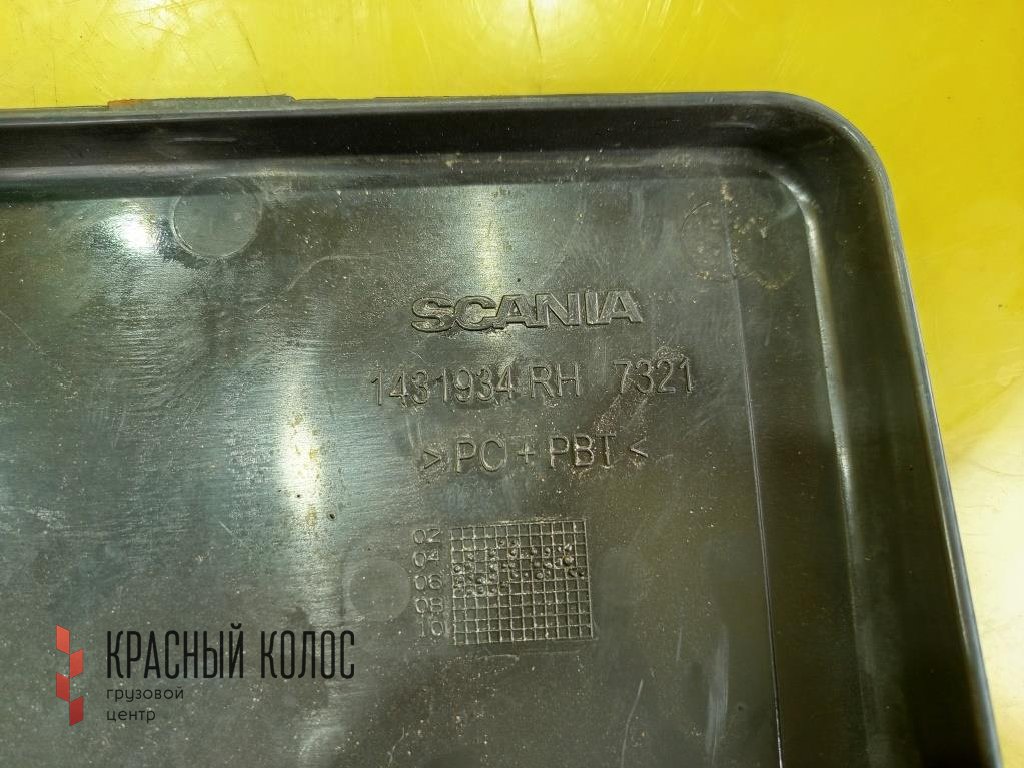 SCANIA
1431934 RH 7321
> PC + PBT <
02
04
06
08
10
КРАСНЫЙ КОЛОС
грузовой
центр